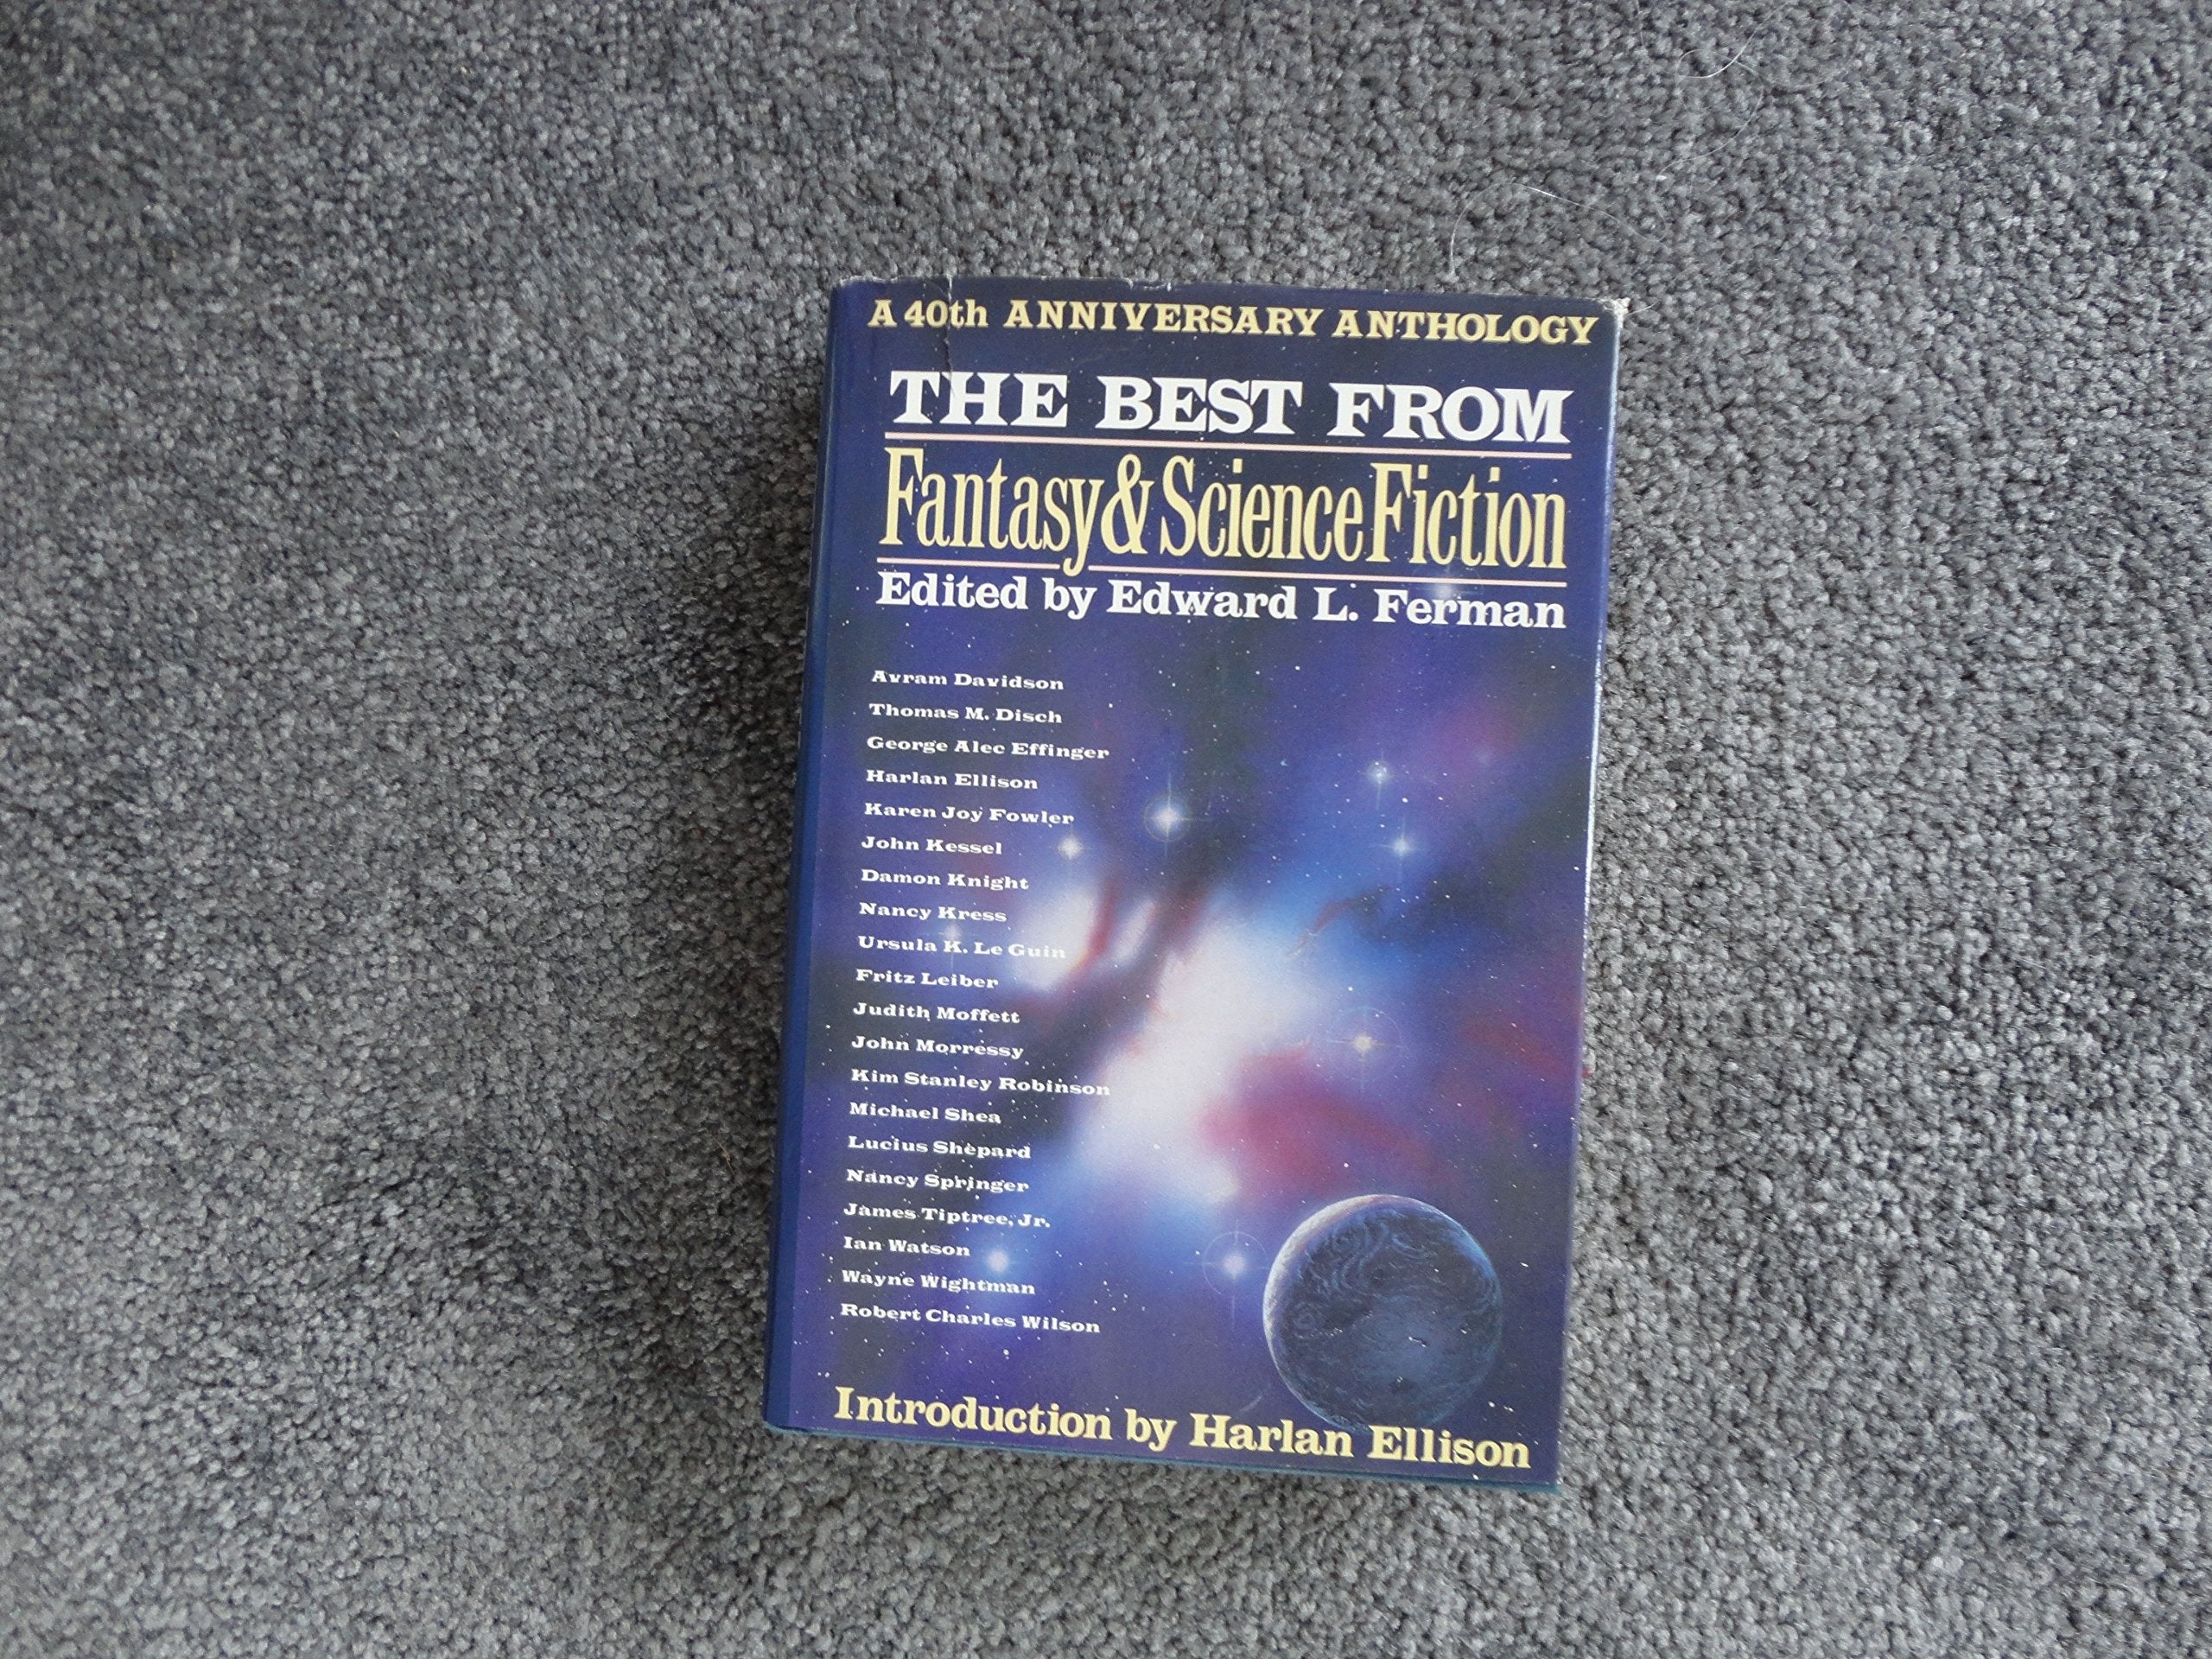 A 40th ANNIVERSARY ANTHOLOGY
THE BEST FROM
Fantasy & Science Fiction
Edited by Edward L. Ferman
Avram Davidson
Thomas M. Disch
George Alec Effinger
Harlan Ellison
Karen Joy Fowler
John Kessel
Damon Knight
Nancy Kress
Ursula K. Le Guin
Fritz Leiber
Judith Moffett
John Morressy
Kim Stanley Robinson
Michael Shea
Lucius Shepard
Nancy Springer
James Tiptree, Jr.
Ian Watson
Wayne Wightman
Robert Charles Wilson
Introduction by Harlan Ellison